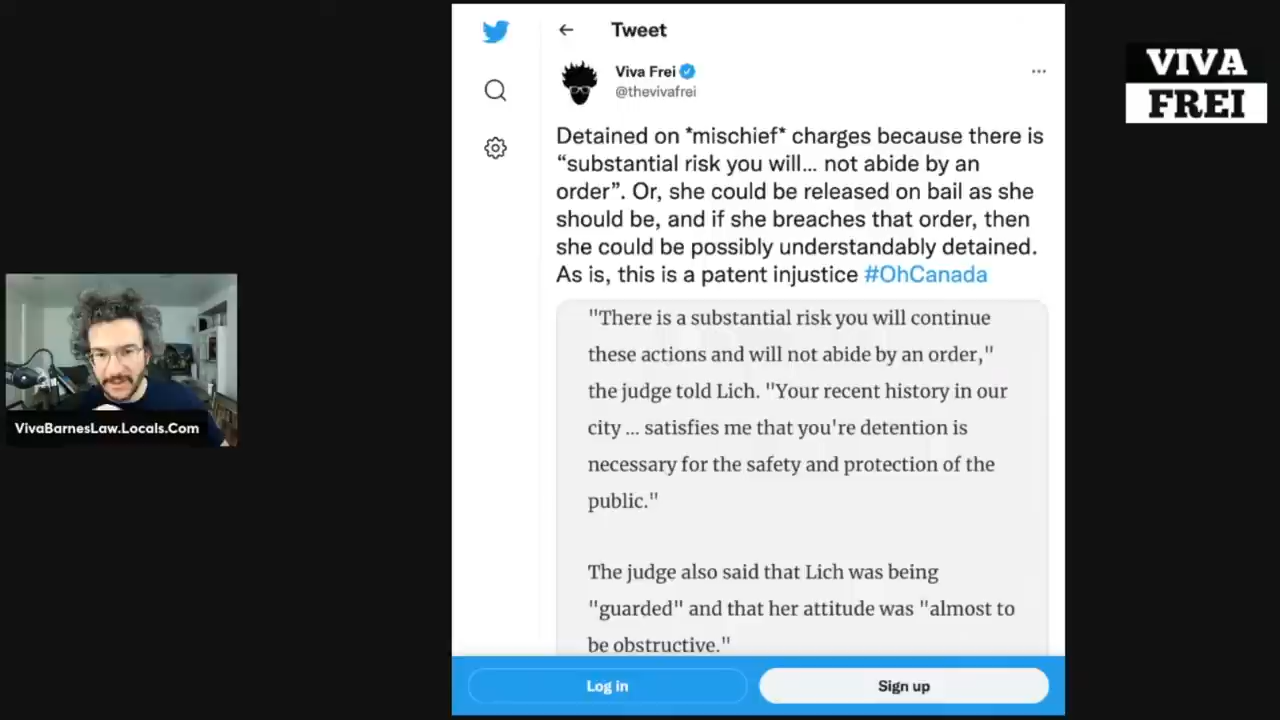 Tweet
VIVA
FREI
Viva Frei
@thevivafrei
Detained on *mischief* charges because there is
“substantial risk you will... not abide by an
order”. Or, she could be released on bail as she
should be, and if she breaches that order, then
she could be possibly understandably detained.
As is, this is a patent injustice #OhCanada
"There is a substantial risk you will continue
these actions and will not abide by an order,"
the judge told Lich. "Your recent history in our
city ... satisfies me that you're detention is
necessary for the safety and protection of the
public."
The judge also said that Lich was being
"guarded" and that her attitude was "almost to
be obstructive."
VivaBarnesLaw.Locals.Com
Log in
Sign up